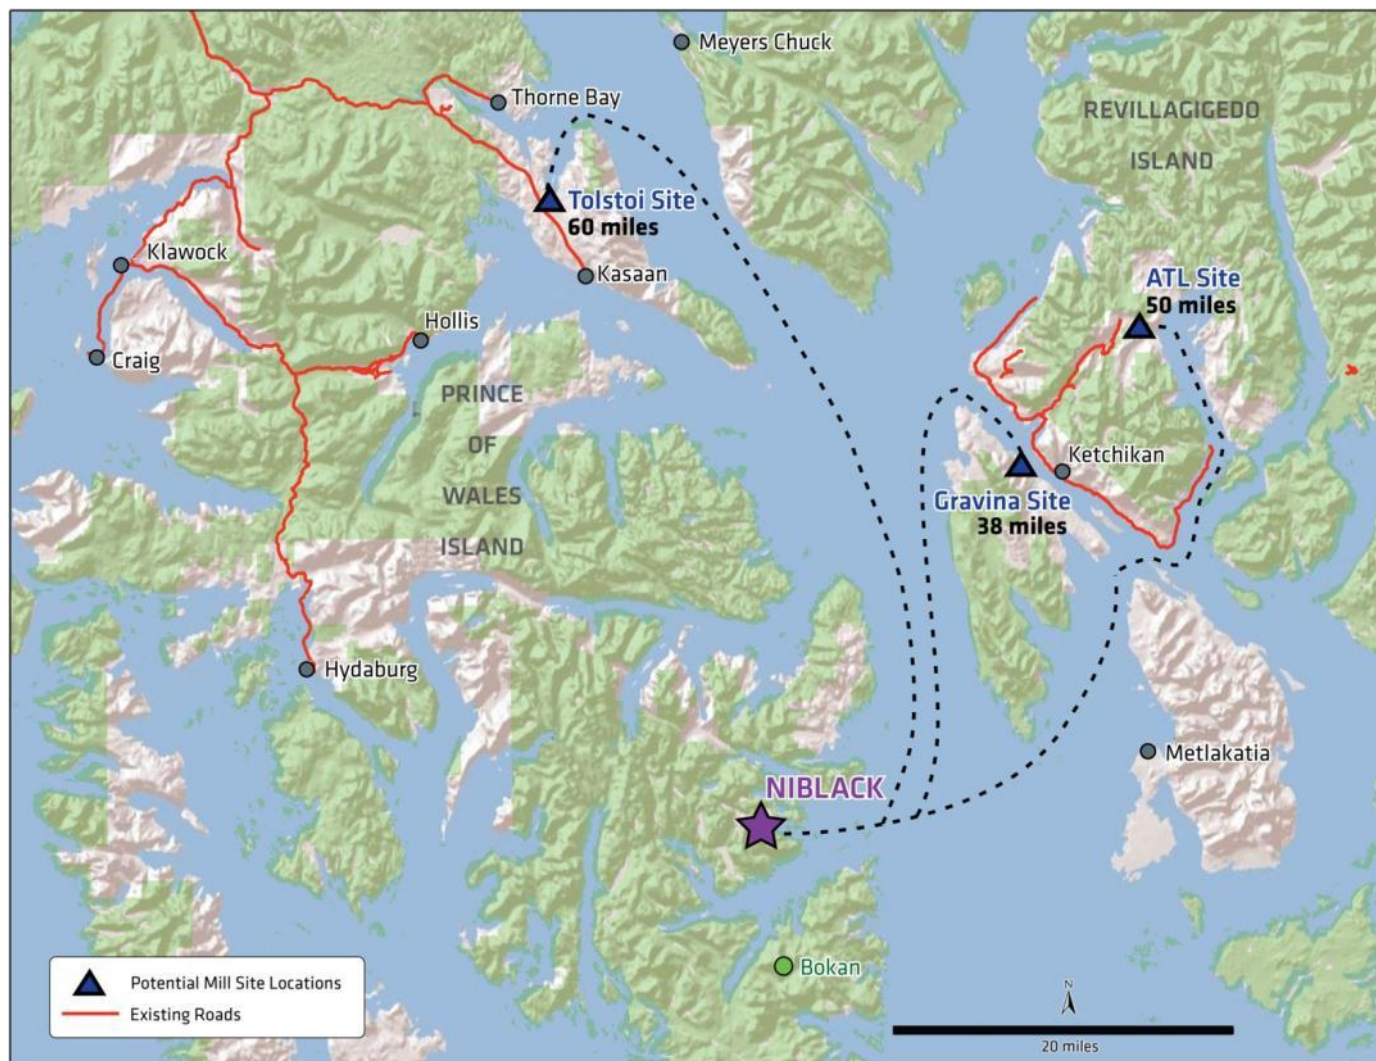 Meyers Chuck
Thorne Bay
REVILLAGIGEDO
ISLAND
Tolstoi Site
60 miles
Klawock
Kasaan
ATL Site
50 miles
Hollis
Craig
PRINCE
OF
WALES
ISLAND
Ketchikan
Gravina Site
38 miles
Hydaburg
Metlakatia
NIBLACK
Bokan
Potential Mill Site Locations
Existing Roads
N
20 miles